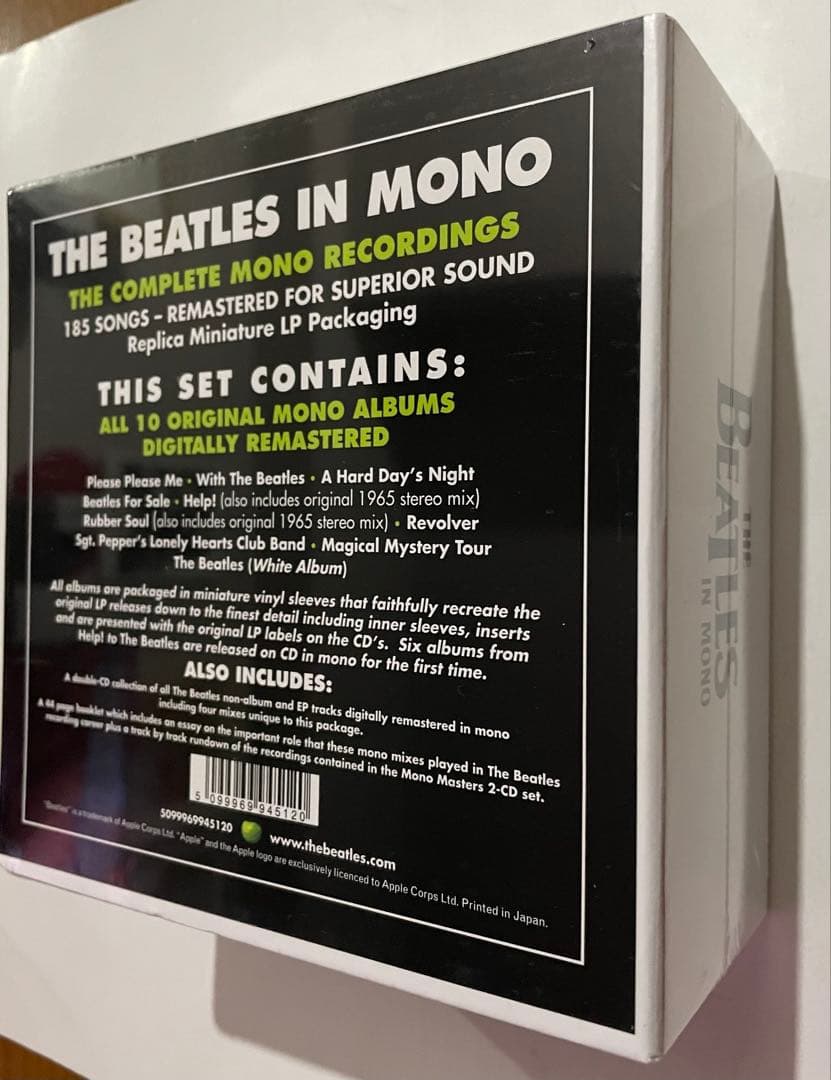 THE BEATLES IN MONO
THE COMPLETE MONO RECORDINGS
185 SONGS – REMASTERED FOR SUPERIOR SOUND
Replica Miniature LP Packaging
THIS SET CONTAINS:
ALL 10 ORIGINAL MONO ALBUMS
DIGITALLY REMASTERED
Please Please Me • With The Beatles • A Hard Day's Night
Beatles For Sale • Help! (also includes original 1965 stereo mix)
Rubber Soul (also includes original 1965 stereo mix) • Revolver
Sgt. Pepper's Lonely Hearts Club Band • Magical Mystery Tour
The Beatles (White Album)
All albums are packaged in miniature vinyl sleeves that faithfully recreate the
original LP releases down to the finest detail including inner sleeves, inserts
and are presented with the original LP labels on the CD's. Six albums from
Help! to The Beatles are released on CD in mono for the first time.
ALSO INCLUDES:
A double-CD collection of all The Beatles non-album and EP tracks digitally remastered in mono
including four mixes unique to this package.
A 44 page booklet which includes an essay on the important role that these mono mixes played in The Beatles
recording career plus a track by track rundown of the recordings contained in the Mono Masters 2-CD set.
5 099969 945120
5099969945120
www.thebeatles.com
"Beatles" is a trademark of Apple Corps Ltd. "Apple" and the Apple logo are exclusively licenced to Apple Corps Ltd. Printed in Japan.
THE
BEATLES
IN MONO